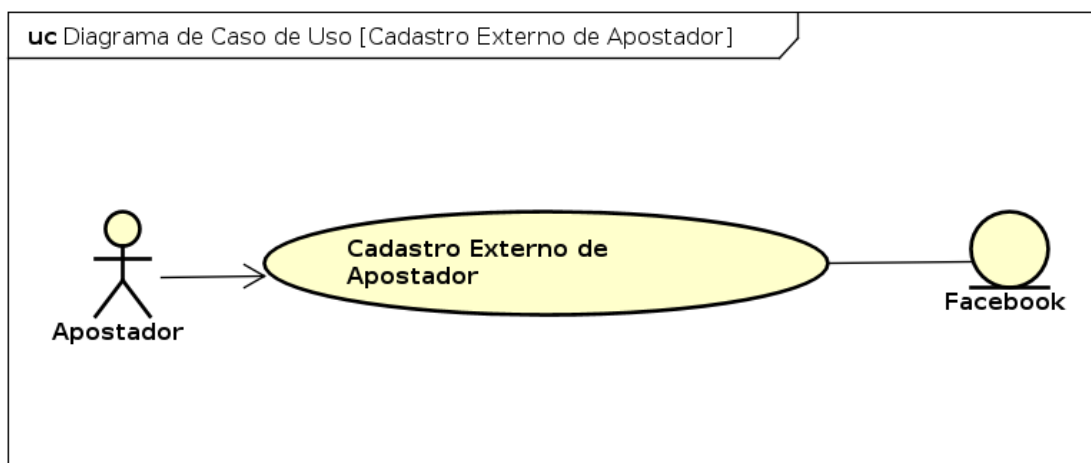 uc Diagrama de Caso de Uso [Cadastro Externo de Apostador]
Cadastro Externo de
Apostador
Apostador
Facebook